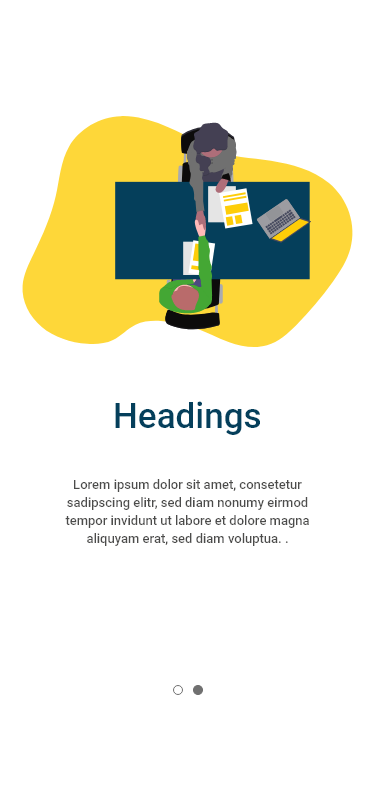 Headings
Lorem ipsum dolor sit amet, consetetur
sadipscing elitr, sed diam nonumy eirmod
tempor invidunt ut labore et dolore magna
aliquyam erat, sed diam voluptua. .